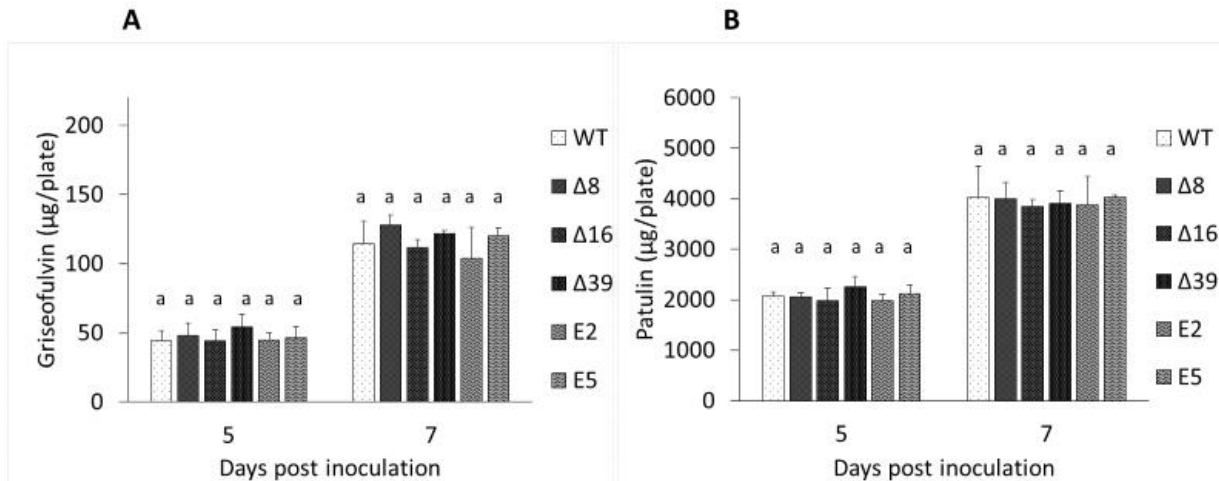 A
Griseofulvin (µg/plate)
200
150
100
50
0
a a a a a a
a a a a a a
5 7
Days post inoculation
WT
Δ8
Δ16
Δ39
E2
E5
B
Patulin (µg/plate)
6000
5000
4000
3000
2000
1000
0
a a a a a a
a a a a a a
5 7
Days post inoculation
WT
Δ8
Δ16
Δ39
E2
E5